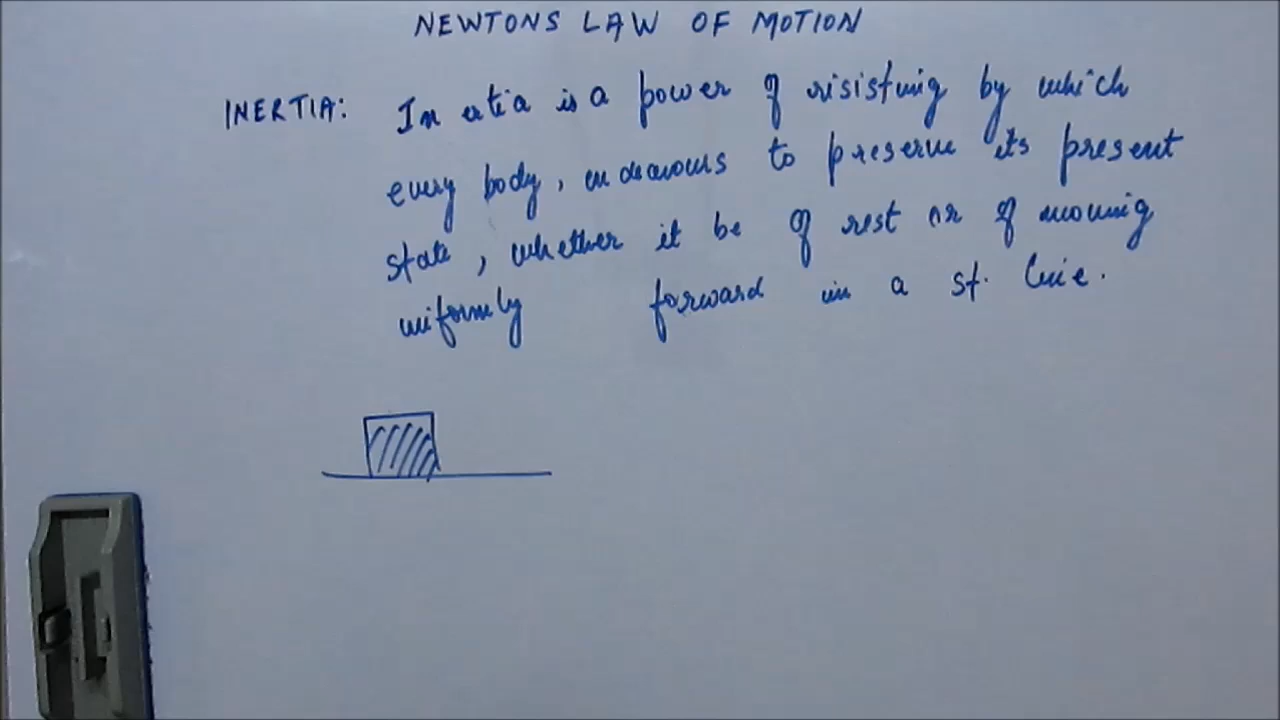 NEWTONS LAW OF MOTION
INERTIA: Inertia is a power of risisting by which
every body, endeavours to preserve its present
state, whether it be of rest or of moving
uniformly forward in a st. line.